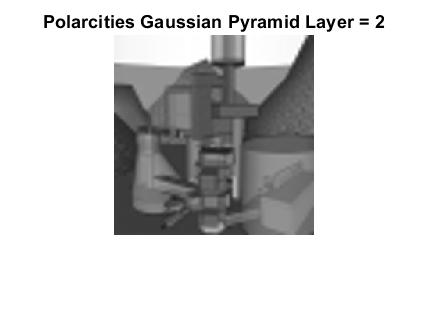 Polarcities Gaussian Pyramid Layer = 2